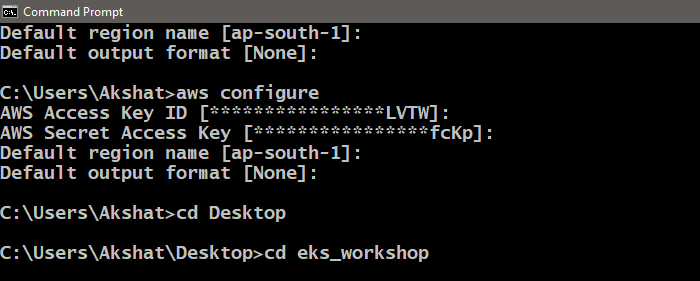 Command Prompt
Default region name [ap-south-1]:
Default output format [None]:
C:\Users\Akshat>aws configure
AWS Access Key ID [****************LVTW]:
AWS Secret Access Key [****************fcKp]:
Default region name [ap-south-1]:
Default output format [None]:
C:\Users\Akshat>cd Desktop
C:\Users\Akshat\Desktop>cd eks_workshop